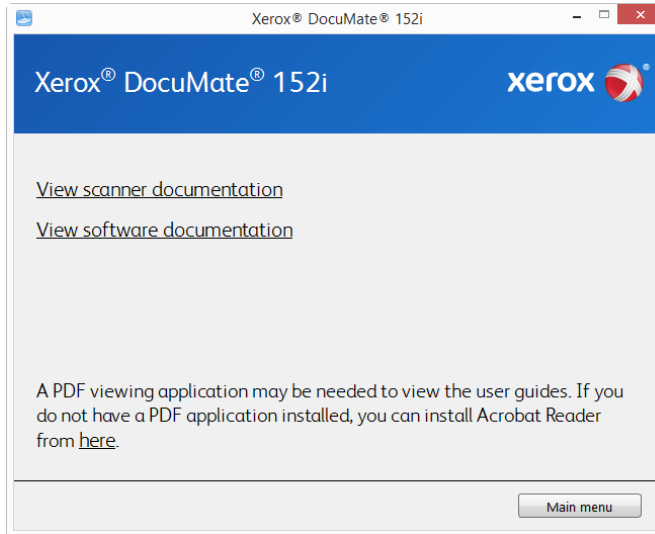 Xerox® DocuMate® 152i
Xerox® DocuMate® 152i
xerox ®
View scanner documentation
View software documentation
A PDF viewing application may be needed to view the user guides. If you
do not have a PDF application installed, you can install Acrobat Reader
from here.
Main menu